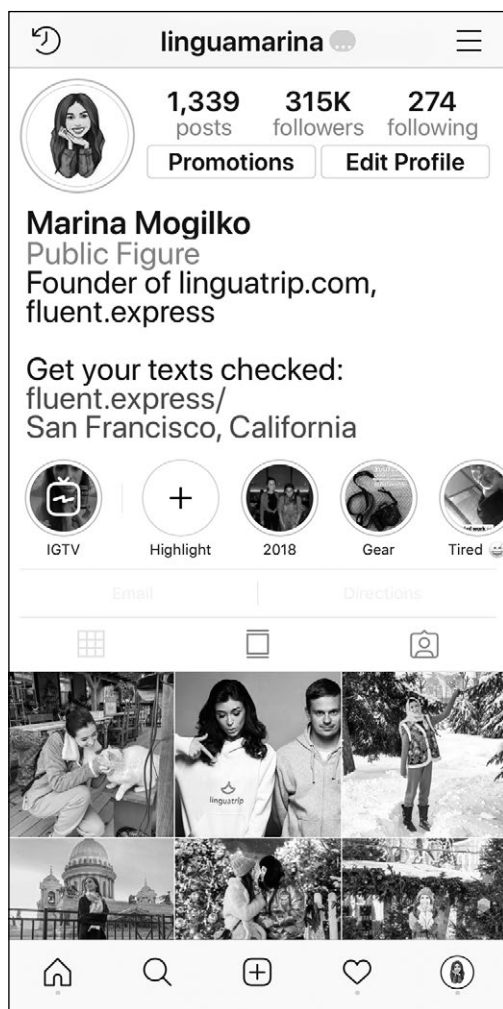 linguamarina
1,339 315K 274
posts followers following
Promotions Edit Profile
Marina Mogilko
Public Figure
Founder of linguatrip.com,
fluent.express
Get your texts checked:
fluent.express/
San Francisco, California
IGTV Highlight 2018 Gear Tired 😅
Email Directions
linguatrip